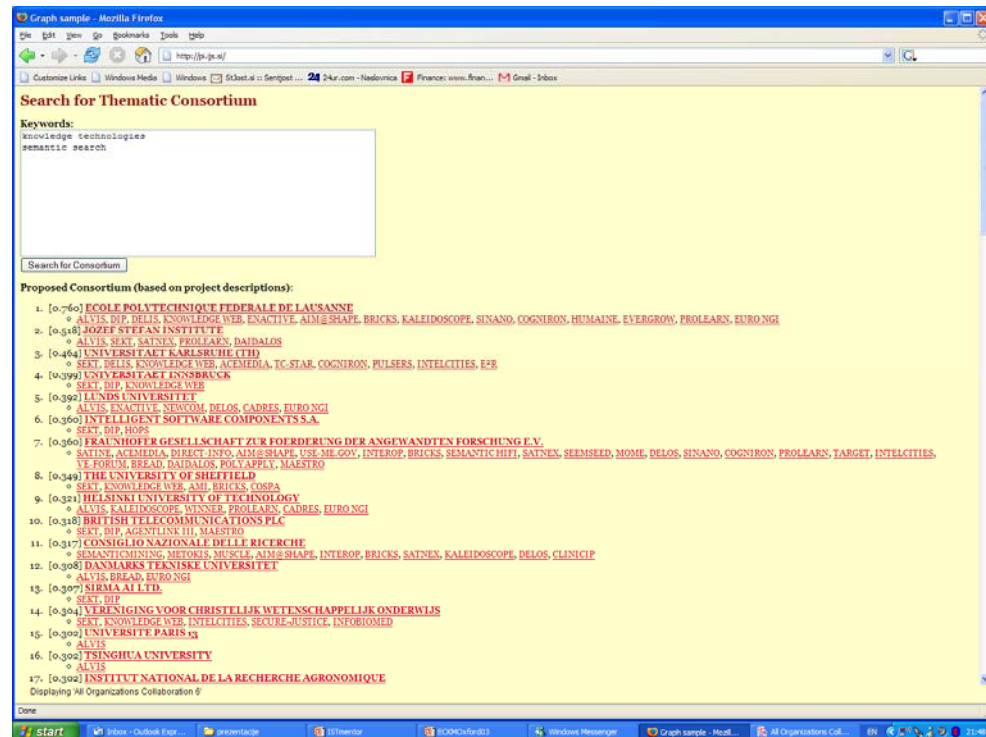 Graph sample - Mozilla Firefox
File Edit View Go Bookmarks Tools Help
http://pi.ijs.si/
Customize Links Windows Media Windows St.Jost.si :: Sentjost ... 24ur.com - Naslovnica Finance: www.finan... Gmail - Inbox
Search for Thematic Consortium
Keywords:
knowledge technologies
semantic search
Search for Consortium
Proposed Consortium (based on project descriptions):
1. [0.760] ECOLE POLYTECHNIQUE FEDERALE DE LAUSANNE
ALVIS, DIP, DELIS, KNOWLEDGE WEB, ENACTIVE, AIM@SHAPE, BRICKS, KALEIDOSCOPE, SINANO, COGNIRON, HUMAINE, EVERGROW, PROLEARN, EURO NGI
2. [0.518] JOZEF STEFAN INSTITUTE
ALVIS, SEKT, SATNEX, PROLEARN, DAIDALOS
3. [0.464] UNIVERSITAET KARLSRUHE (TH)
SEKT, DELIS, KNOWLEDGE WEB, ACEMEDIA, TC-STAR, COGNIRON, PULSERS, INTELCITIES, E²R
4. [0.399] UNIVERSITAET INNSBRUCK
SEKT, DIP, KNOWLEDGE WEB
5. [0.392] LUNDS UNIVERSITET
ALVIS, ENACTIVE, NEWCOM, DELOS, CADRES, EURO NGI
6. [0.360] INTELLIGENT SOFTWARE COMPONENTS S.A.
SEKT, DIP, HOPS
7. [0.360] FRAUNHOFER GESELLSCHAFT ZUR FOERDERUNG DER ANGEWANDTEN FORSCHUNG E.V.
SATINE, ACEMEDIA, DIRECT-INFO, AIM@SHAPE, USE-ME.GOV, INTEROP, BRICKS, SEMANTIC HIFI, SATNEX, SEEMSEED, MOME, DELOS, SINANO, COGNIRON, PROLEARN, TARGET, INTELCITIES,
VE-FORUM, BREAD, DAIDALOS, POLYAPPLY, MAESTRO
8. [0.349] THE UNIVERSITY OF SHEFFIELD
SEKT, KNOWLEDGE WEB, AMI, BRICKS, COSPA
9. [0.321] HELSINKI UNIVERSITY OF TECHNOLOGY
ALVIS, KALEIDOSCOPE, WINNER, PROLEARN, CADRES, EURO NGI
10. [0.318] BRITISH TELECOMMUNICATIONS PLC
SEKT, DIP, AGENTLINK III, MAESTRO
11. [0.317] CONSIGLIO NAZIONALE DELLE RICERCHE
SEMANTICMINING, METOKIS, MUSCLE, AIM@SHAPE, INTEROP, BRICKS, SATNEX, KALEIDOSCOPE, DELOS, CLINICIP
12. [0.308] DANMARKS TEKNISKE UNIVERSITET
ALVIS, BREAD, EURO NGI
13. [0.307] SIRMA AI LTD.
SEKT, DIP
14. [0.304] VERENIGING VOOR CHRISTELIJK WETENSCHAPPELIJK ONDERWIJS
SEKT, KNOWLEDGE WEB, INTELCITIES, SECURE-JUSTICE, INFOBIOMED
15. [0.302] UNIVERSITE PARIS 13
ALVIS
16. [0.302] TSINGHUA UNIVERSITY
ALVIS
17. [0.302] INSTITUT NATIONAL DE LA RECHERCHE AGRONOMIQUE
Displaying 'All Organizations Collaboration 6'
Done
start Inbox - Outlook Expr... prezentacije ISTmentor ECKMOxford03 Windows Messenger Graph sample - Mozill... All Organizations Coll... EN 21:48